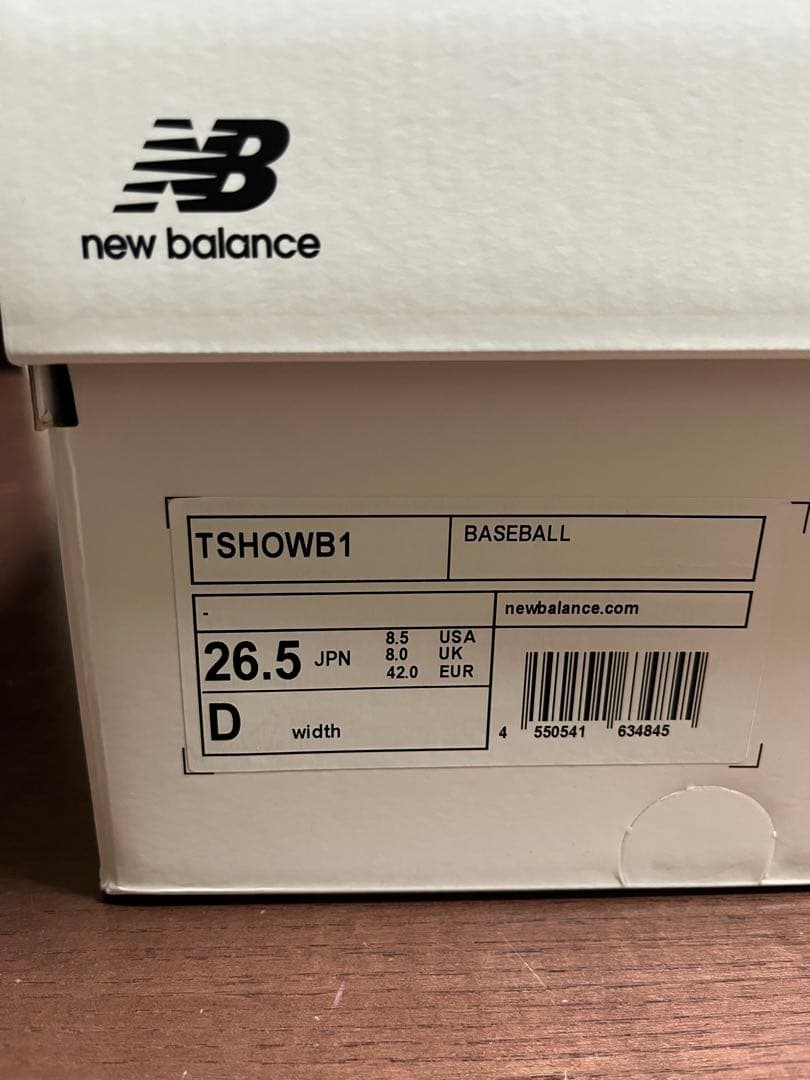 NB
new balance
TSHOWB1
BASEBALL
-
newbalance.com
26.5 JPN
8.5 USA
8.0 UK
42.0 EUR
D width
4 550541 634845